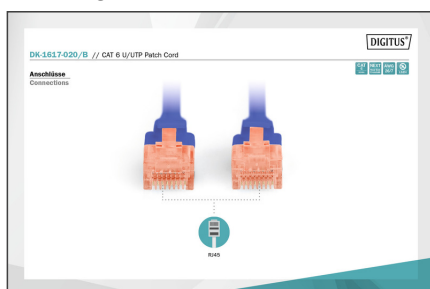 DIGITUS®
DK-1617-020/B // CAT 6 U/UTP Patch Cord
Anschlüsse
Connections
RJ45